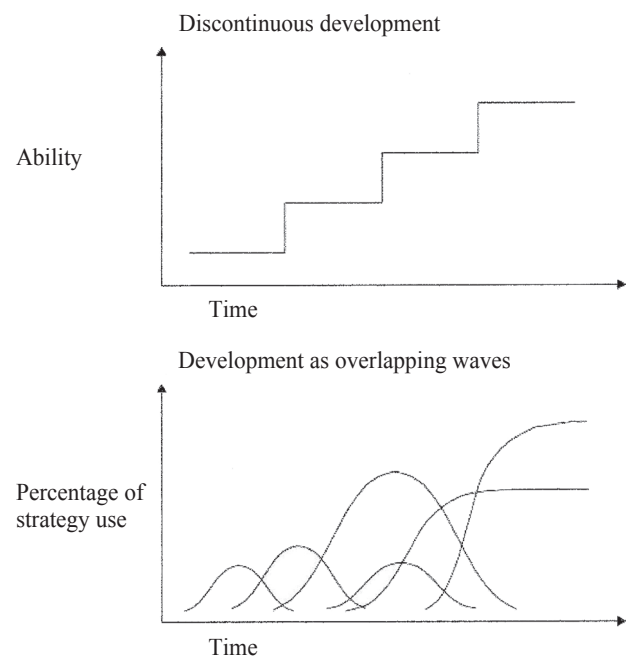 Discontinuous development
Ability
Time
Development as overlapping waves
Percentage of
strategy use
Time